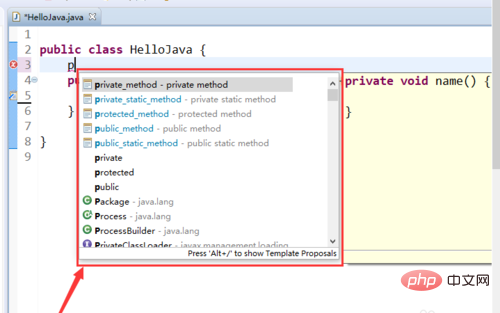 *HelloJava.java
1
2 public class HelloJava {
3 p
4 pu
5
6 }
7
8 }
9
private_method - private method
private_static_method - private static method
protected_method - protected method
public_method - public method
public_static_method - public static method
private
protected
public
Package - java.lang
Process - java.lang
ProcessBuilder - java.lang
PrivateClassLoader - javax.management.loading
Press 'Alt+/' to show Template Proposals
private void name() {
}
php 中文网